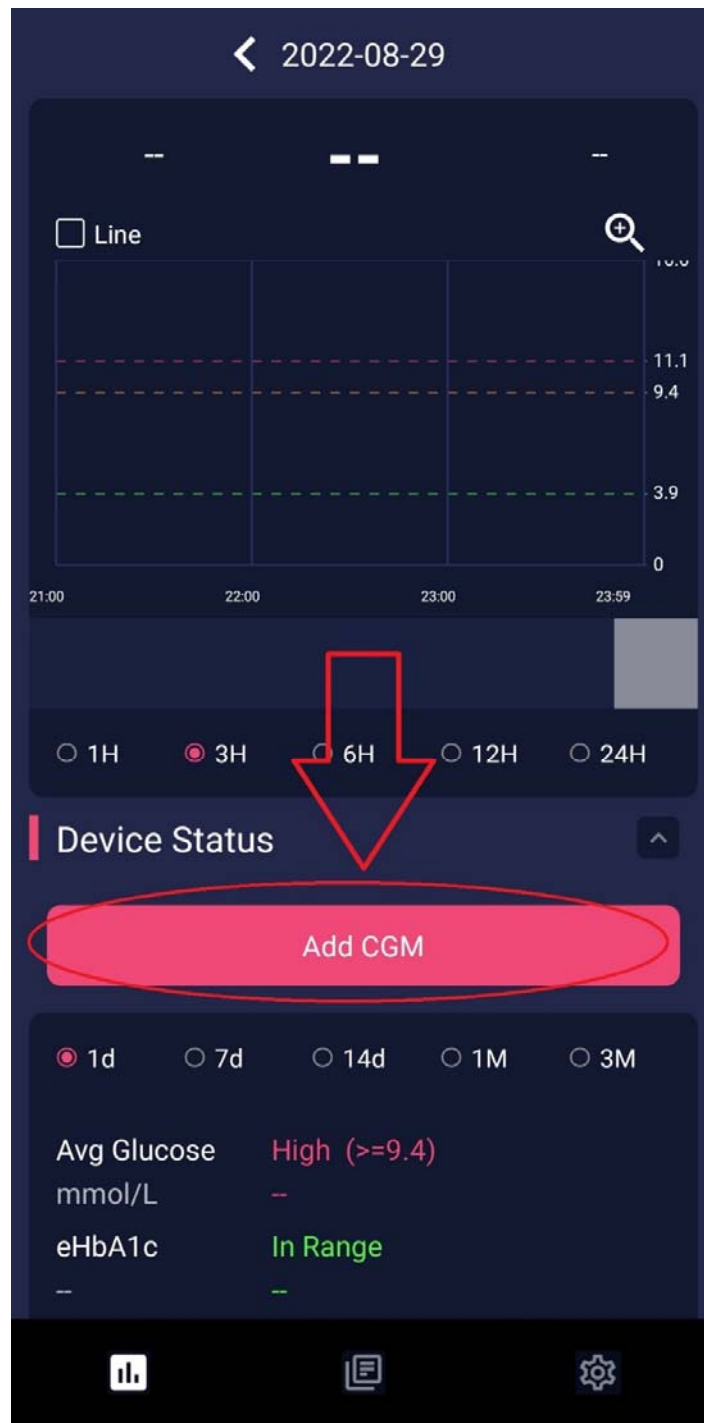 2022-08-29
-- -- --
Line
11.1
9.4
3.9
0
21:00 22:00 23:00 23:59
1H 3H 6H 12H 24H
Device Status
Add CGM
1d 7d 14d 1M 3M
Avg Glucose High (>=9.4)
mmol/L --
eHbA1c In Range
-- --